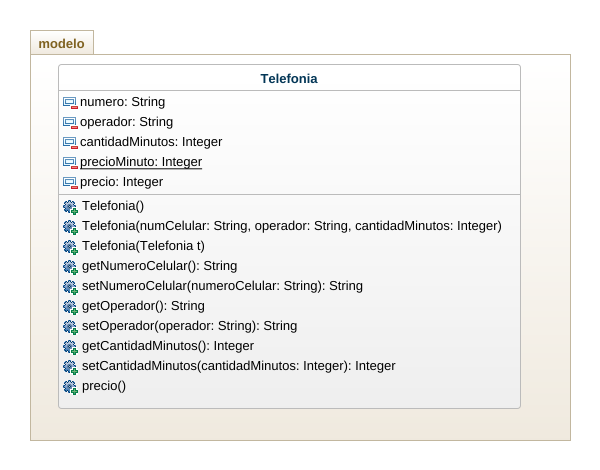 modelo
Telefonia
numero: String
operador: String
cantidadMinutos: Integer
precioMinuto: Integer
precio: Integer
Telefonia()
Telefonia(numCelular: String, operador: String, cantidadMinutos: Integer)
Telefonia(Telefonia t)
getNumeroCelular(): String
setNumeroCelular(numeroCelular: String): String
getOperador(): String
setOperador(operador: String): String
getCantidadMinutos(): Integer
setCantidadMinutos(cantidadMinutos: Integer): Integer
precio()